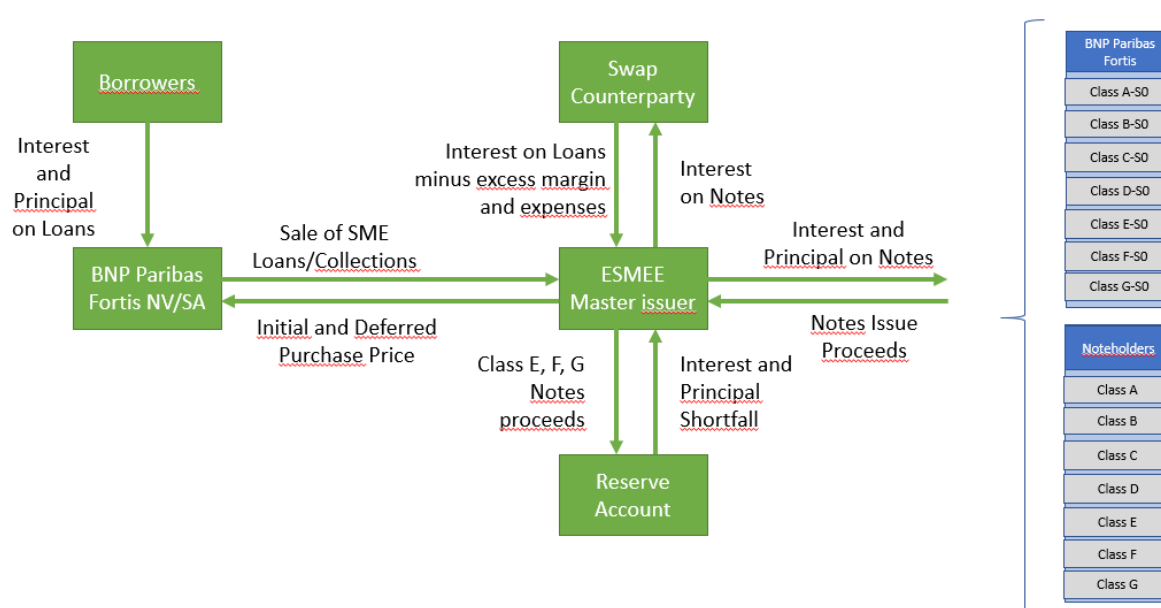 Borrowers
Swap
Counterparty
Interest
and
Principal
on Loans
Interest on Loans
minus excess margin
and expenses
Interest
on Notes
BNP Paribas
Fortis NV/SA
Sale of SME
Loans/Collections
Initial and Deferred
Purchase Price
ESMEE
Master issuer
Interest and
Principal on Notes
Notes Issue
Proceeds
Class E, F, G
Notes
proceeds
Interest and
Principal
Shortfall
Reserve
Account
BNP Paribas
Fortis
Class A-S0
Class B-S0
Class C-S0
Class D-S0
Class E-S0
Class F-S0
Class G-S0
Noteholders
Class A
Class B
Class C
Class D
Class E
Class F
Class G